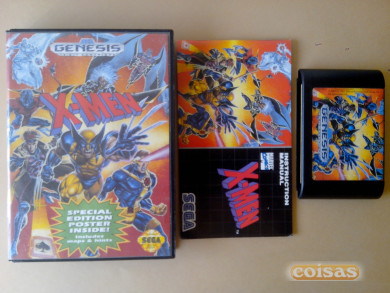 GENESIS
X-MEN
SPECIAL
EDITION
POSTER
INSIDE!
Includes
maps & hints
SEGA
INSTRUCTION
MANUAL
X-MEN
SEGA
GENESIS
coisas